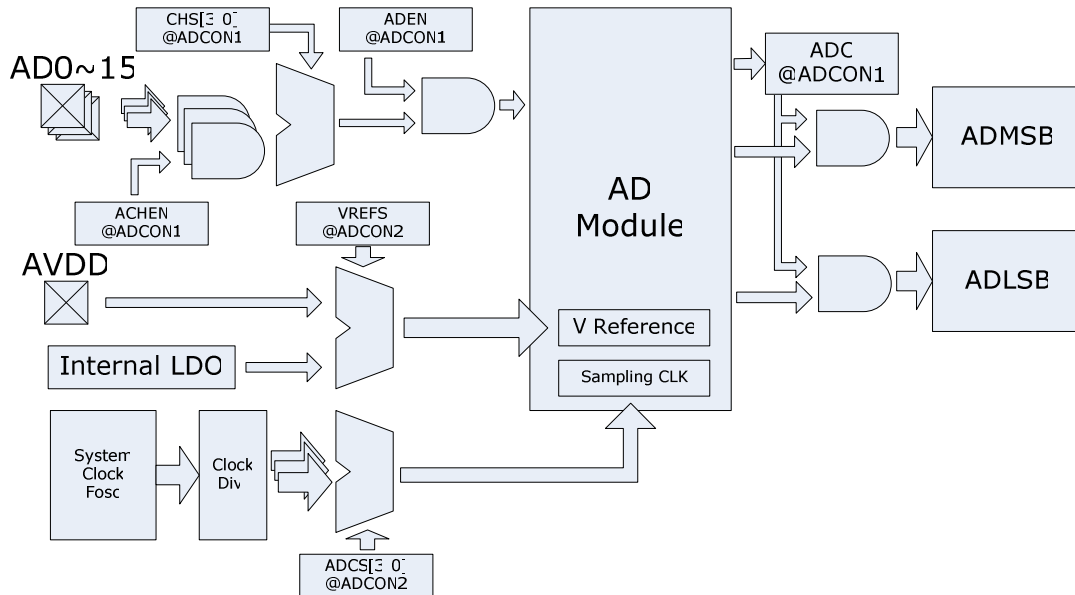 CHS[3 0]
@ADCON1
ADEN
@ADCON1
AD0~15
ADC
@ADCON1
ADMSB
ACHEN
@ADCON1
VREFS
@ADCON2
AD
Module
AVDD
ADLSB
V Reference
Internal LDO
Sampling CLK
System
Clock
Fosc
Clock
Div
ADCS[3 0]
@ADCON2